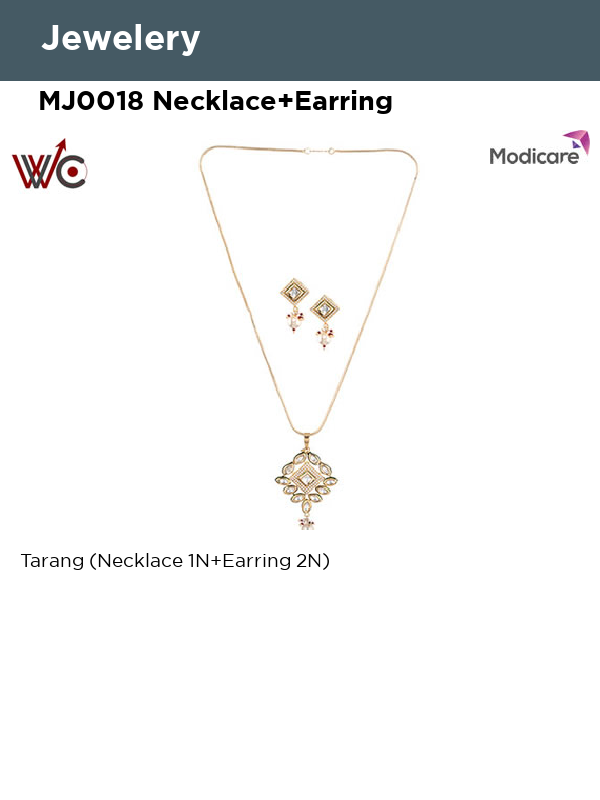 Jewelery
MJ0018 Necklace+Earring
WC
Modicare
Tarang (Necklace 1N+Earring 2N)